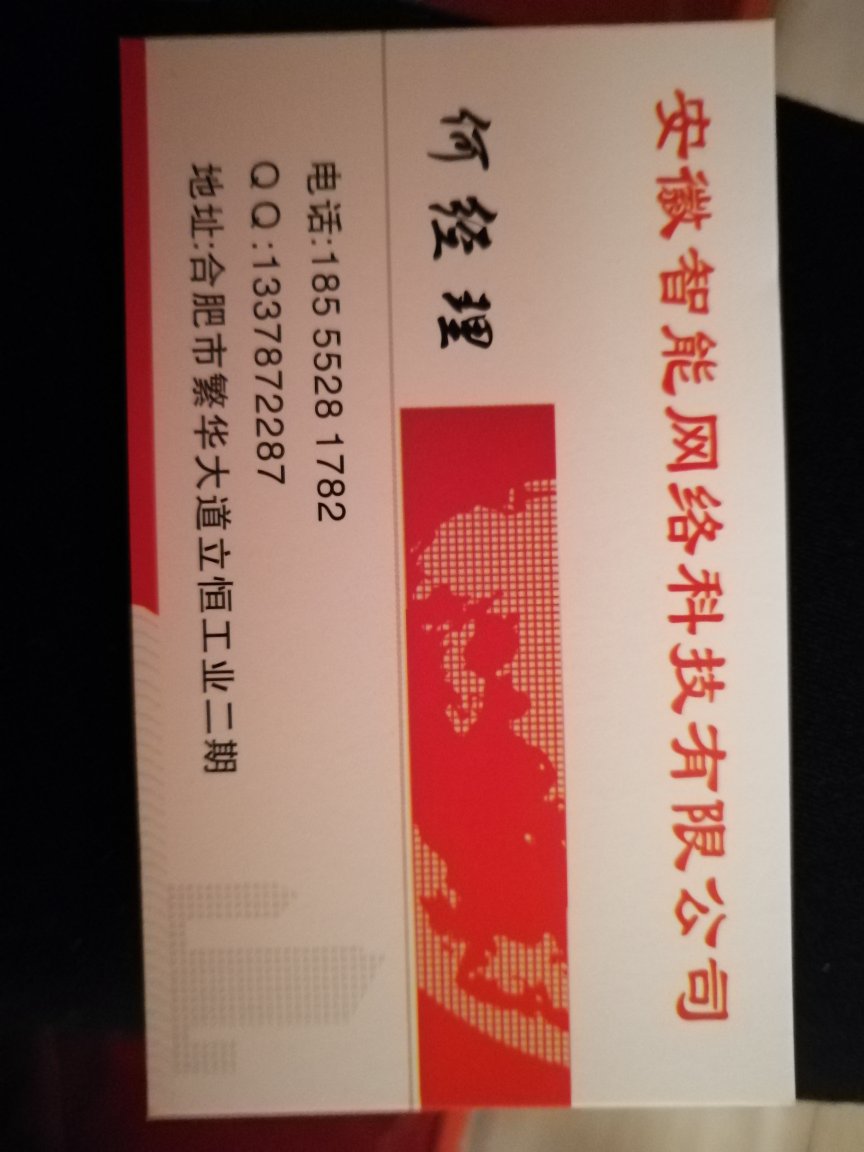 安徽智能网络科技有限公司
何经理
电话:185 5528 1782
QQ:1337872287
地址:合肥市繁华大道立恒工业二期